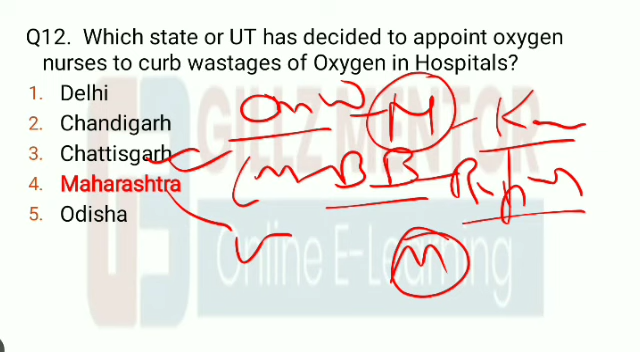 Q12. Which state or UT has decided to appoint oxygen
nurses to curb wastages of Oxygen in Hospitals?
1. Delhi
2. Chandigarh
3. Chattisgarh
4. Maharashtra
5. Odisha
M
M
MENTOR
Online E-Learning